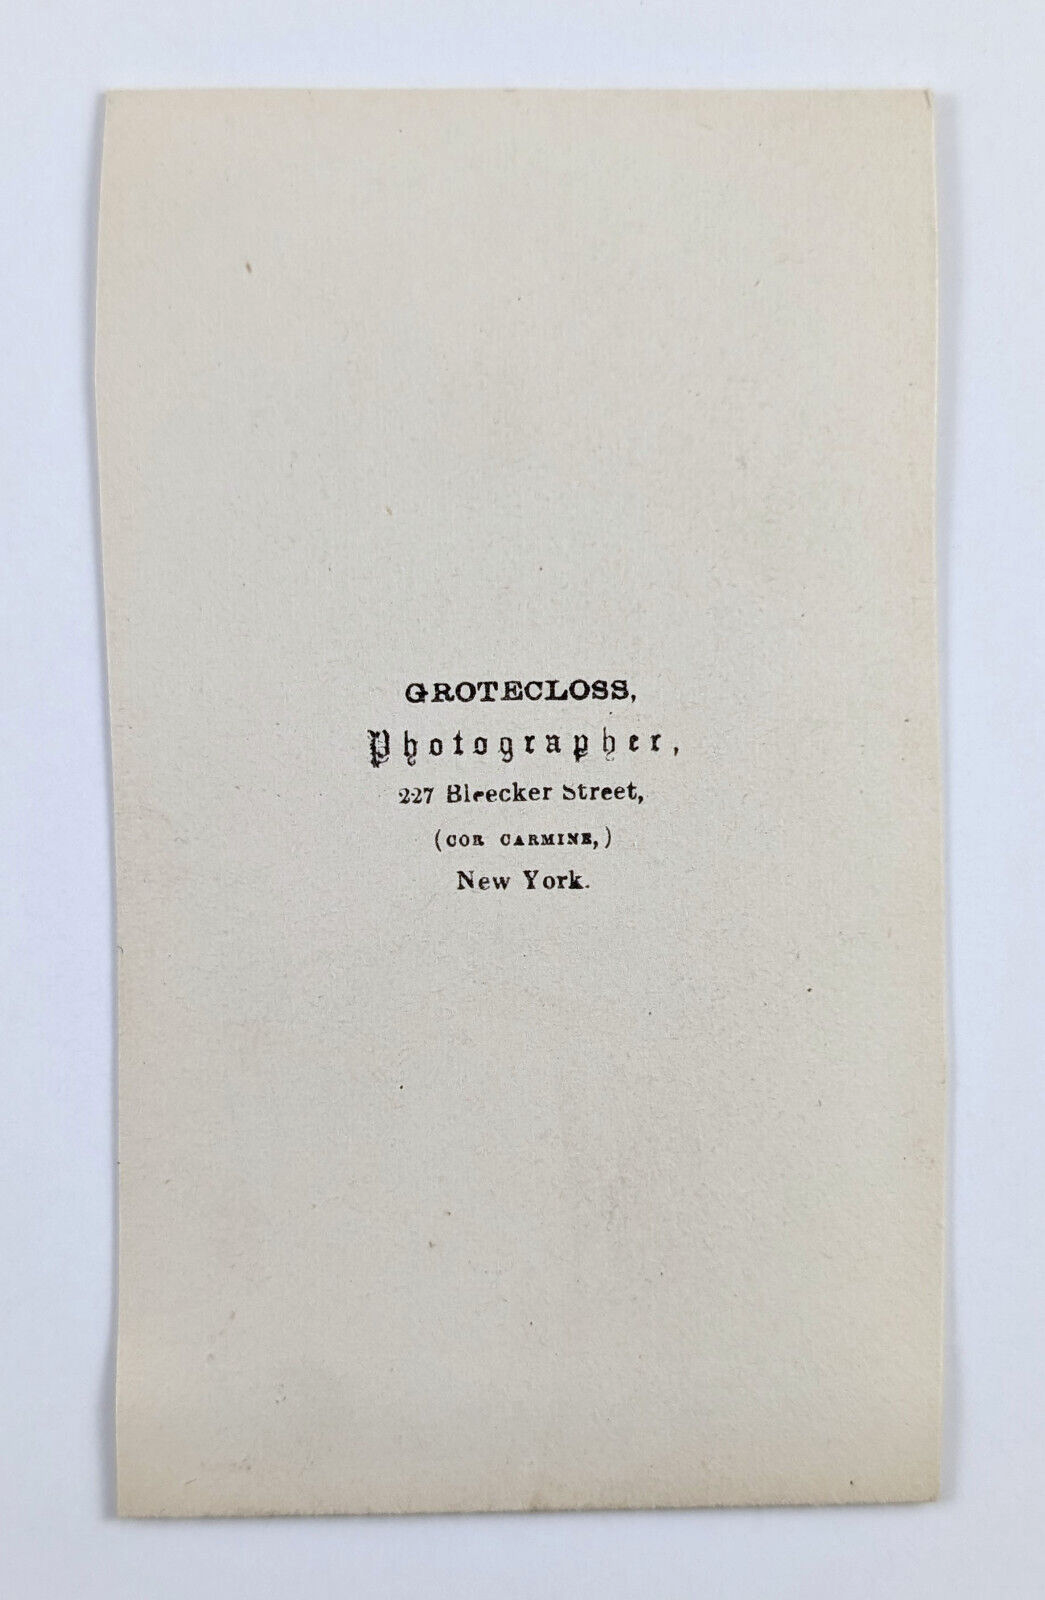 GROTECLOSS,
Photographer,
227 Bleecker Street,
(COR CARMINE,)
New York.